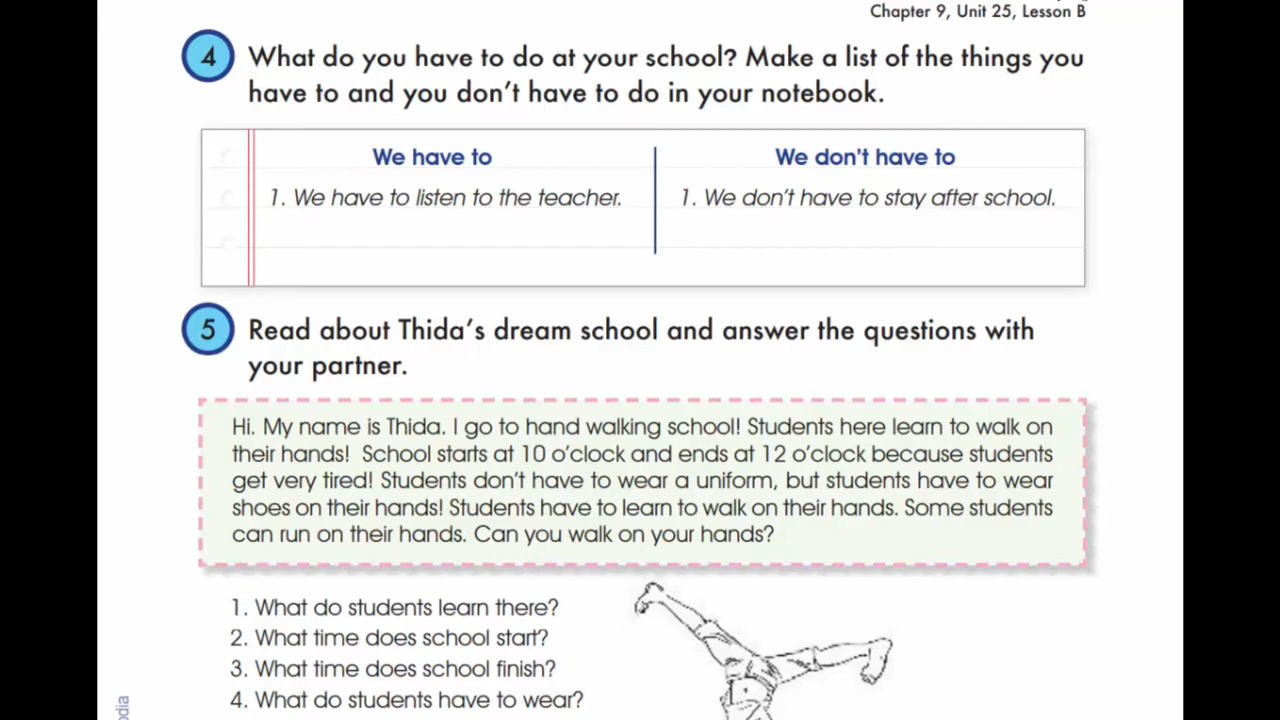 Chapter 9, Unit 25, Lesson B
4 What do you have to do at your school? Make a list of the things you
have to and you don't have to do in your notebook.
We have to
We don't have to
1. We have to listen to the teacher.
1. We don't have to stay after school.
5 Read about Thida's dream school and answer the questions with
your partner.
Hi. My name is Thida. I go to hand walking school! Students here learn to walk on
their hands! School starts at 10 o'clock and ends at 12 o'clock because students
get very tired! Students don't have to wear a uniform, but students have to wear
shoes on their hands! Students have to learn to walk on their hands. Some students
can run on their hands. Can you walk on your hands?
1. What do students learn there?
2. What time does school start?
3. What time does school finish?
4. What do students have to wear?